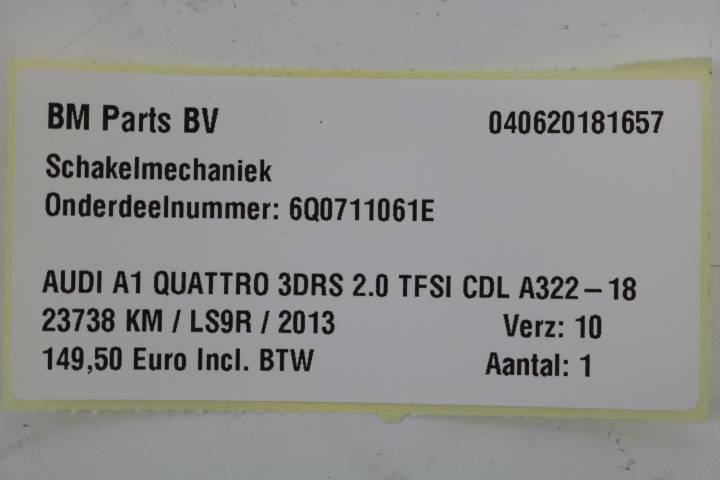 BM Parts BV 040620181657
Schakelmechaniek
Onderdeelnummer: 6Q0711061E
AUDI A1 QUATTRO 3DRS 2.0 TFSI CDL A322-18
23738 KM / LS9R / 2013 Verz: 10
149,50 Euro Incl. BTW Aantal: 1